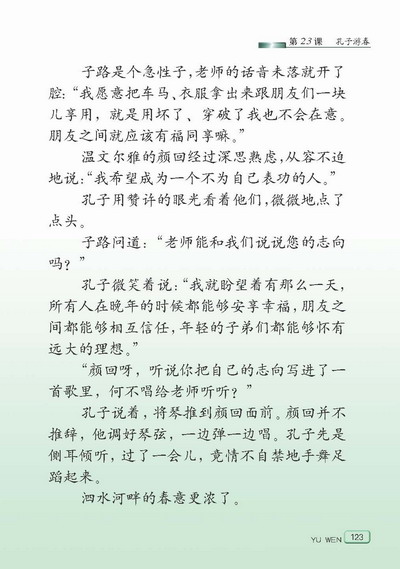 第23课 孔子游春
子路是个急性子，老师的话音未落就开了
腔：“我愿意把车马、衣服拿出来跟朋友们一块
儿享用，就是用坏了、穿破了我也不会在意。
朋友之间就应该有福同享嘛。”
温文尔雅的颜回经过深思熟虑，从容不迫
地说：“我希望成为一个不为自己表功的人。”
孔子用赞许的眼光看着他们，微微地点了
点头。
子路问道：“老师能和我们说说您的志向
吗？”
孔子微笑着说：“我就盼望着有那么一天，
所有人在晚年的时候都能够安享幸福，朋友之
间都能够相互信任，年轻的子弟们都能够怀有
远大的理想。”
“颜回呀，听说你把自己的志向写进了一
首歌里，何不唱给老师听听？”
孔子说着，将琴推到颜回面前。颜回并不
推辞，他调好琴弦，一边弹一边唱。孔子先是
侧耳倾听，过了一会儿，竟情不自禁地手舞足
蹈起来。
泗水河畔的春意更浓了。
YU WEN 123